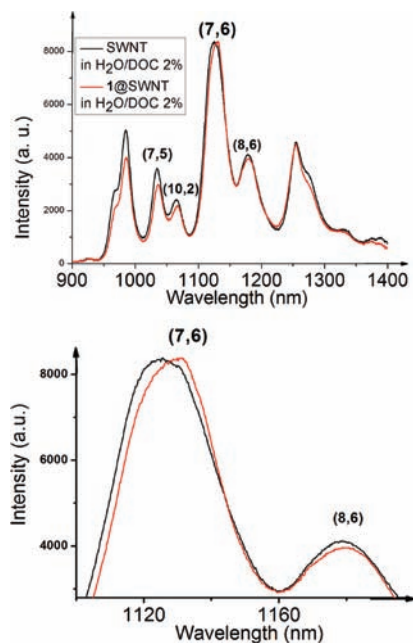 (7,6)
SWNT
in H2O/DOC 2%
1@SWNT
in H2O/DOC 2%
8000
6000
4000
2000
0
(7,5)
(10,2)
(8,6)
Intensity (a. u.)
900 1000 1100 1200 1300 1400
Wavelength (nm)
(7,6)
8000
6000
4000
(8,6)
Intensity (a.u.)
1120 1160
Wavelength (nm)